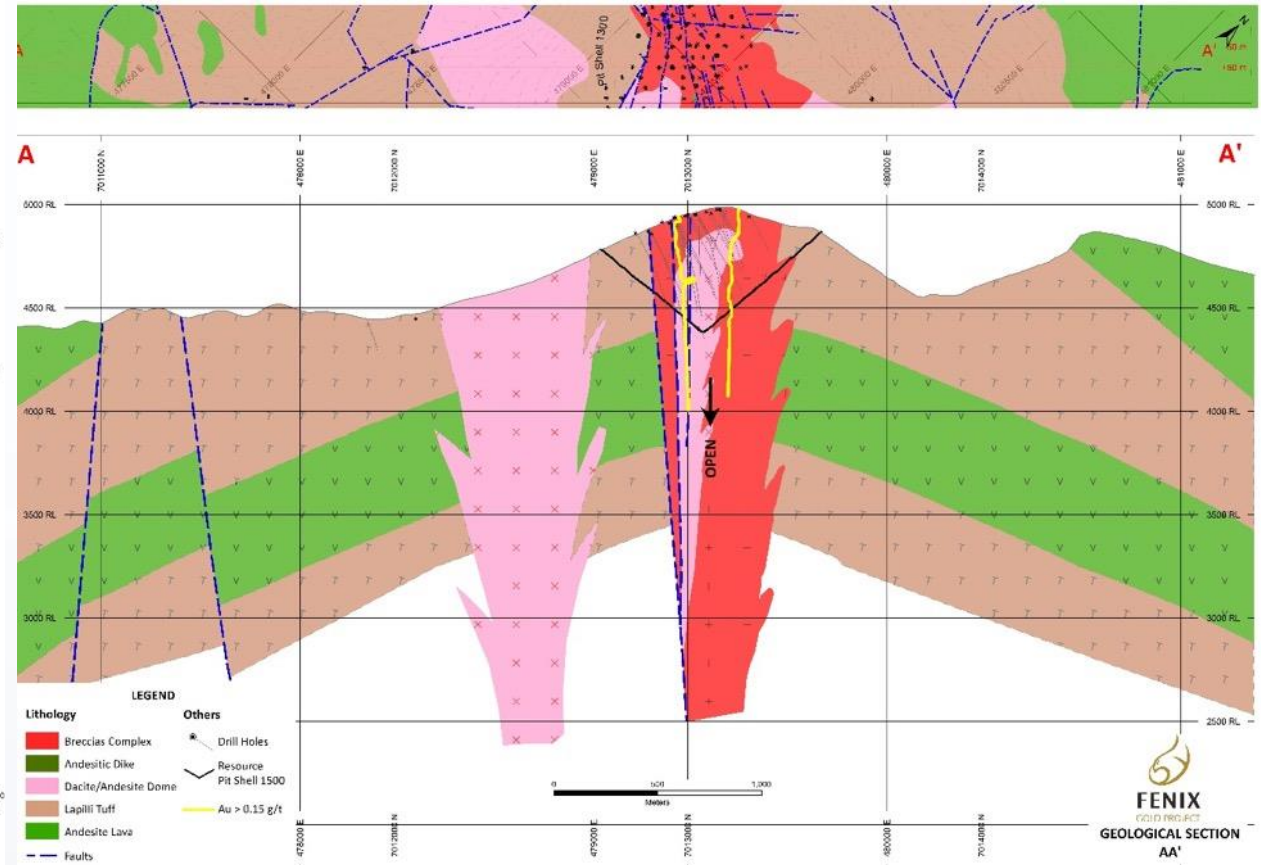 A
Pit Shell 1300
N
A'
479000 E
A
A'
7011000 N
478000 E
7012000 N
479000 E
7013000 N
480000 E
7014000 N
481000 E
5000 RL
5000 RL
4500 RL
4500 RL
4000 RL
4000 RL
OPEN
3500 RL
3500 RL
3000 RL
3000 RL
2500 RL
LEGEND
Lithology
Others
Breccias Complex
Andesitic Dike
Dacite/Andesite Dome
Lapilli Tuff
Andesite Lava
Faults
Drill Holes
Resource
Pit Shell 1500
Au > 0.15 g/t
0 500 1,000
Meters
FENIX
GOLD PROJECT
GEOLOGICAL SECTION
AA'
478000 E
7012000 N
479000 E
7013000 N
480000 E
7014000 N